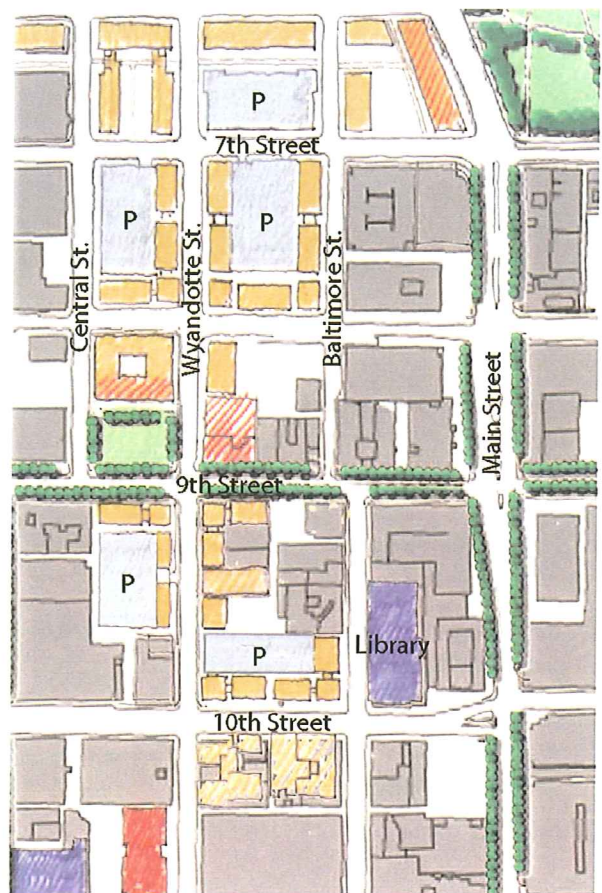 P
7th Street
P
P
Central St.
Wyandotte St.
Baltimore St.
Main Street
9th Street
P
P
Library
10th Street